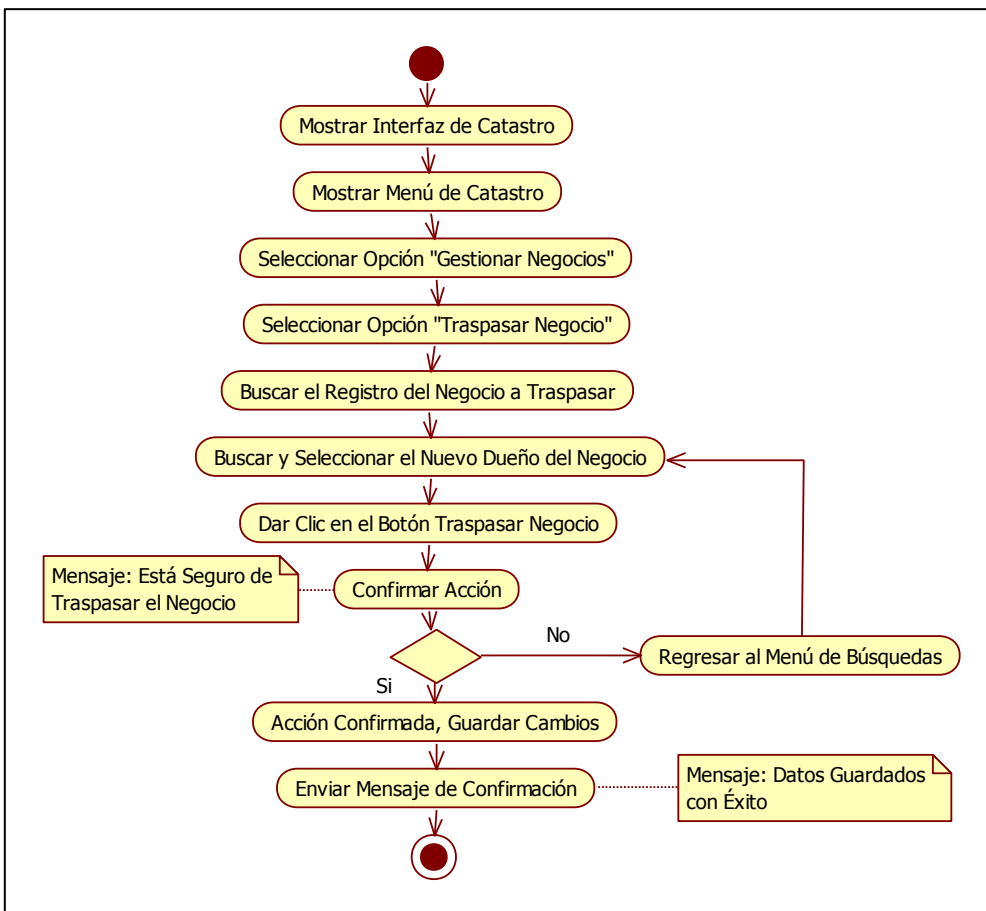 Mostrar Interfaz de Catastro
Mostrar Menú de Catastro
Seleccionar Opción "Gestionar Negocios"
Seleccionar Opción "Traspasar Negocio"
Buscar el Registro del Negocio a Traspasar
Buscar y Seleccionar el Nuevo Dueño del Negocio
Dar Clic en el Botón Traspasar Negocio
Mensaje: Está Seguro de
Traspasar el Negocio
Confirmar Acción
No
Regresar al Menú de Búsquedas
Si
Acción Confirmada, Guardar Cambios
Enviar Mensaje de Confirmación
Mensaje: Datos Guardados
con Éxito